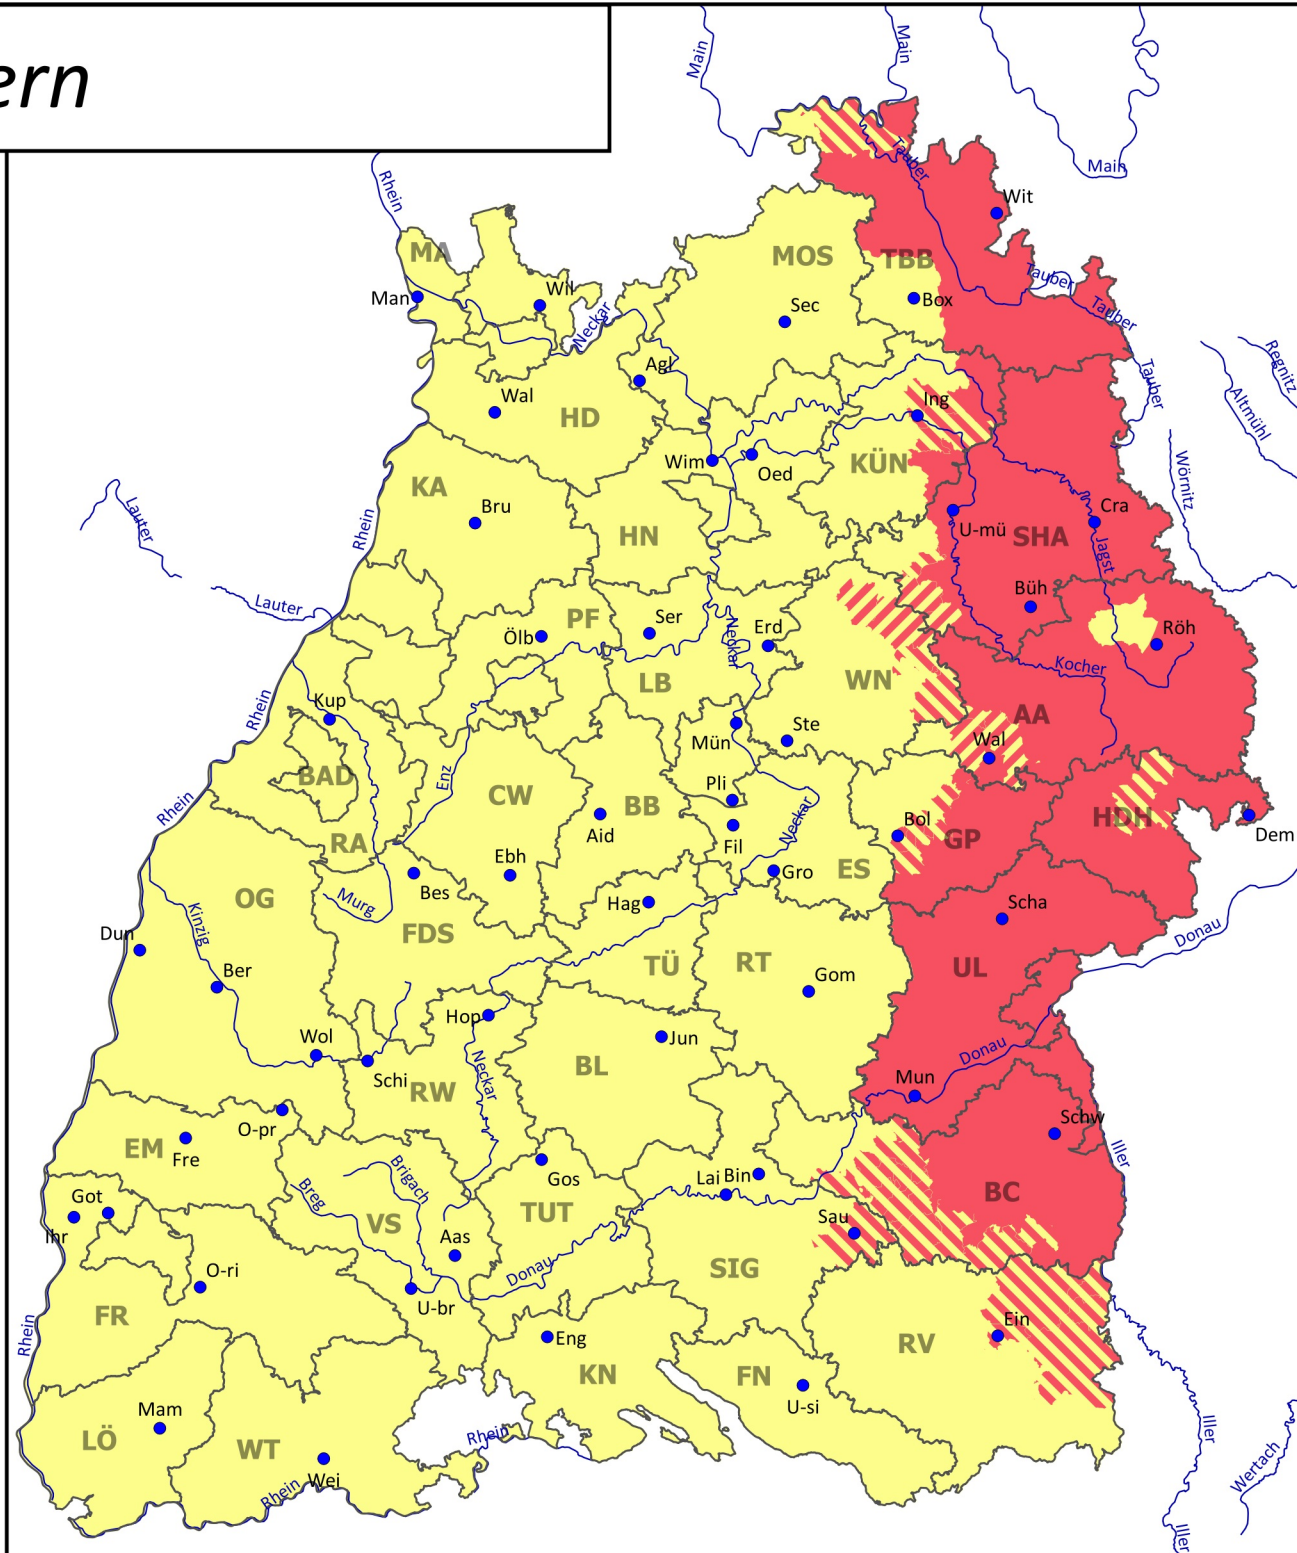 ern
Main
Main
Main
Rhein
Tauber
Wit
MA
MOS
TBB
Tauber
Man
Wil
Sec
Box
Tauber
Neckar
Regnitz
Tauber
Altmühl
Agl
Wal
HD
Ing
Wim
Oed
KÜN
Wörnitz
KA
Bru
Lauter
Rhein
HN
U-mü
Cra
SHA
Jagst
Büh
Lauter
PF
Ser
Ölb
Neckar
Erd
Röh
Kocher
LB
WN
Rhein
Kup
Mün
Ste
AA
Wal
BAD
Enz
CW
BB
Pli
Rhein
Aid
Fil
Neckar
Bol
GP
HDH
Dem
RA
Ebh
Bes
Gro
ES
OG
Murg
Hag
Scha
Kinzig
Dun
FDS
Donau
Ber
TÜ
RT
Gom
UL
Hop
Wol
Jun
Schi
RW
Neckar
BL
Donau
Mun
O-pr
Schw
EM
Fre
Iller
Breg
Brigach
Gos
Lai
Bin
BC
Got
Ihr
VS
TUT
Sau
Aas
O-ri
Donau
SIG
U-br
FR
Rhein
Eng
RV
Ein
KN
FN
U-si
Mam
LÖ
WT
Rhein
Iller
Wei
Rhein
Wertach
Iller